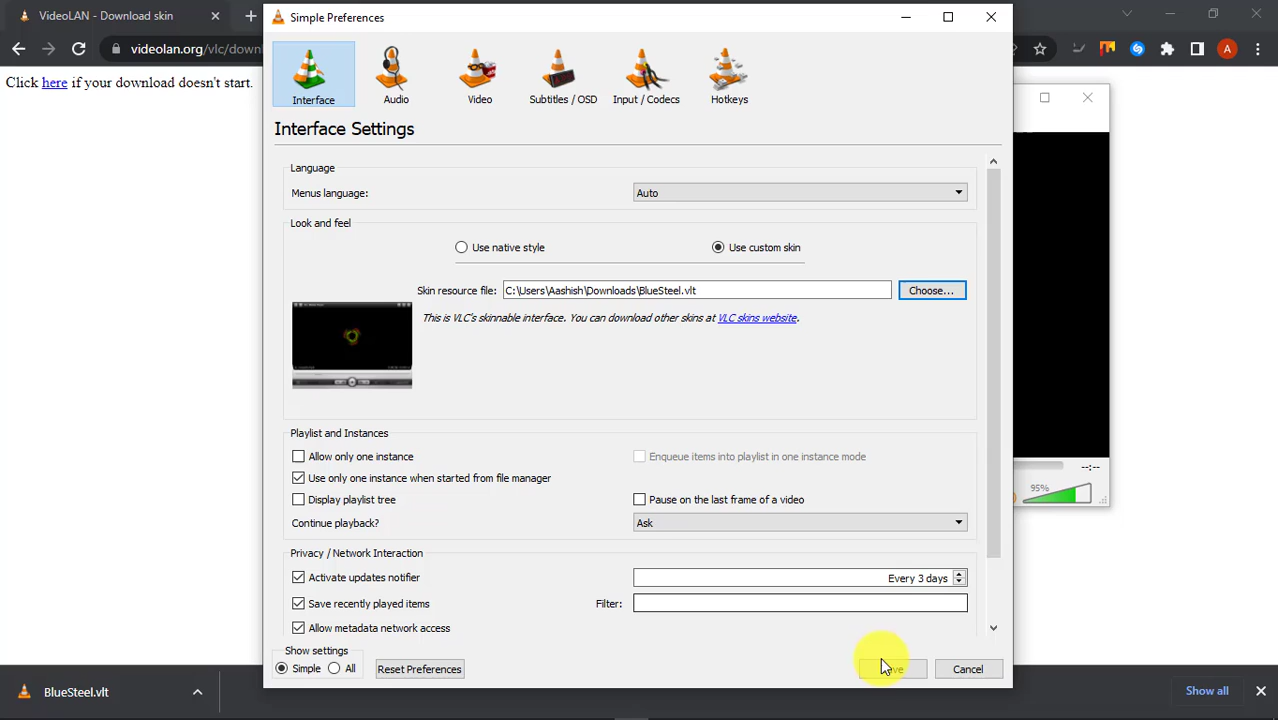 VideoLAN - Download skin
Simple Preferences
videolan.org/vlc/down
A
Click here if your download doesn't start.
Interface
Audio
Video
Subtitles / OSD
Input / Codecs
Hotkeys
Interface Settings
Language
Menus language:
Auto
Look and feel
Use native style
Use custom skin
Skin resource file:
C:\Users\Aashish\Downloads\BlueSteel.vlt
Choose...
This is VLC's skinnable interface. You can download other skins at VLC skins website.
Playlist and Instances
Allow only one instance
Enqueue items into playlist in one instance mode
Use only one instance when started from file manager
Display playlist tree
Pause on the last frame of a video
Continue playback?
Ask
--:--
95%
Privacy / Network Interaction
Activate updates notifier
Every 3 days
Save recently played items
Filter:
Allow metadata network access
Show settings
Simple
All
Reset Preferences
Cancel
BlueSteel.vlt
Show all